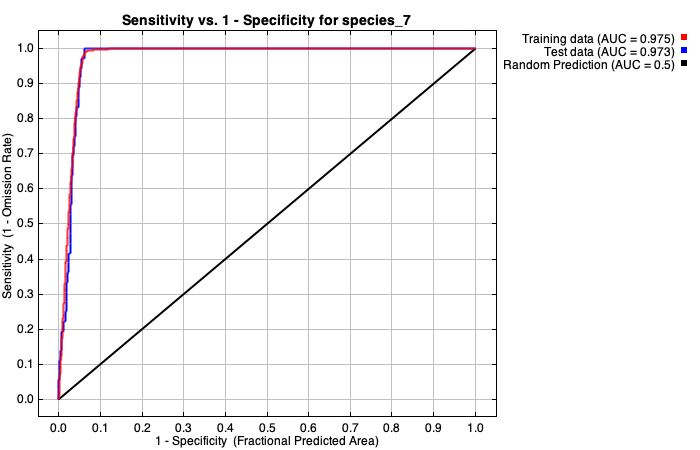 Sensitivity vs. 1 - Specificity for species_7
Training data (AUC = 0.975)
Test data (AUC = 0.973)
Random Prediction (AUC = 0.5)
Sensitivity (1 - Omission Rate)
1.0
0.9
0.8
0.7
0.6
0.5
0.4
0.3
0.2
0.1
0.0
0.0 0.1 0.2 0.3 0.4 0.5 0.6 0.7 0.8 0.9 1.0
1 - Specificity (Fractional Predicted Area)